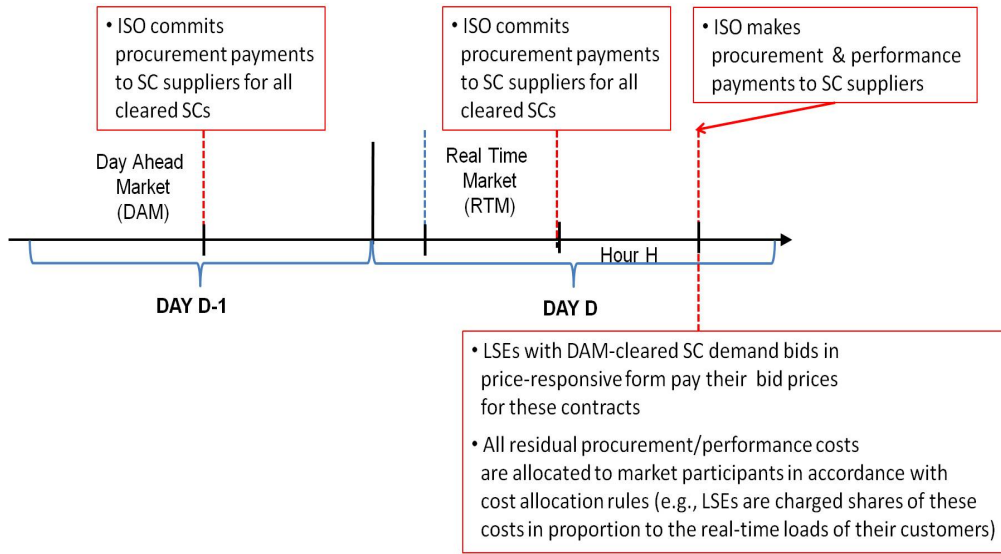 • ISO commits
procurement payments
to SC suppliers for all
cleared SCs
• ISO commits
procurement payments
to SC suppliers for all
cleared SCs
• ISO makes
procurement & performance
payments to SC suppliers
Day Ahead
Market
(DAM)
Real Time
Market
(RTM)
Hour H
DAY D-1
DAY D
• LSEs with DAM-cleared SC demand bids in
price-responsive form pay their bid prices
for these contracts
• All residual procurement/performance costs
are allocated to market participants in accordance with
cost allocation rules (e.g., LSEs are charged shares of these
costs in proportion to the real-time loads of their customers)